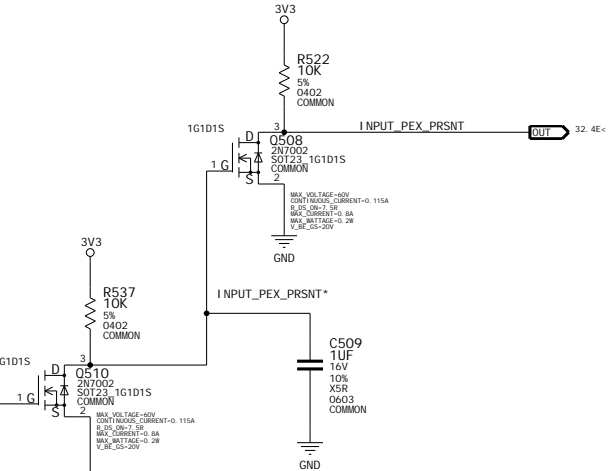 3V3
R522
10K
5%
0402
COMMON
1G1D1S
3
INPUT_PEX_PRSNT
OUT
32.4E<
D
Q508
2N7002
SOT23_1G1D1S
COMMON
1 G
S
2
MAX_VOLTAGE=60V
CONTINUOUS_CURRENT=0.115A
R_DS_ON=7.5R
MAX_CURRENT=0.8A
MAX_WATTAGE=0.2W
V_BE_GS=20V
GND
3V3
INPUT_PEX_PRSNT*
R537
10K
5%
0402
COMMON
C509
1UF
16V
10%
X5R
0603
COMMON
GND
G1D1S
3
D
Q510
2N7002
SOT23_1G1D1S
COMMON
1 G
S
2
MAX_VOLTAGE=60V
CONTINUOUS_CURRENT=0.115A
R_DS_ON=7.5R
MAX_CURRENT=0.8A
MAX_WATTAGE=0.2W
V_BE_GS=20V